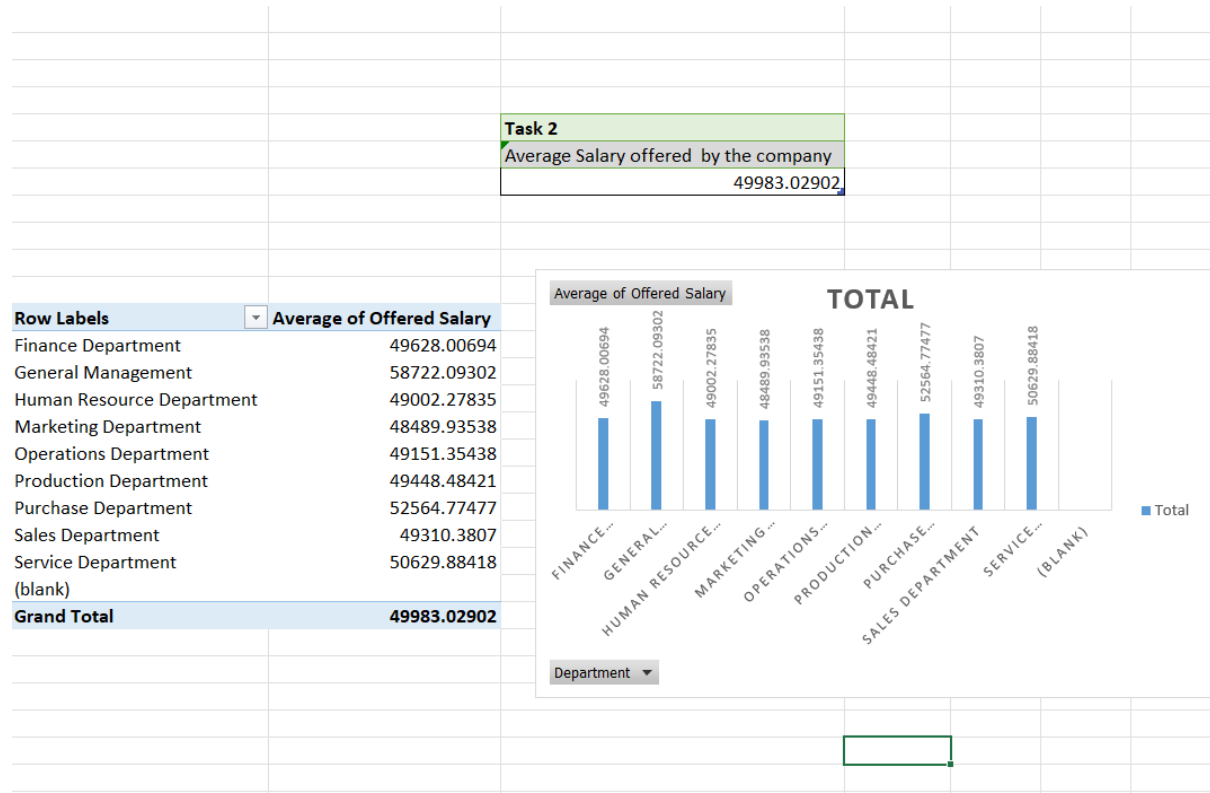 Task 2
Average Salary offered  by the company
49983.02902
Row Labels Average of Offered Salary
Finance Department 49628.00694
General Management 58722.09302
Human Resource Department 49002.27835
Marketing Department 48489.93538
Operations Department 49151.35438
Production Department 49448.48421
Purchase Department 52564.77477
Sales Department 49310.3807
Service Department 50629.88418
(blank)
Grand Total 49983.02902
Average of Offered Salary
TOTAL
49628.00694
58722.09302
49002.27835
48489.93538
49151.35438
49448.48421
52564.77477
49310.3807
50629.88418
FINANCE...
GENERAL...
HUMAN RESOURCE...
MARKETING...
OPERATIONS...
PRODUCTION...
PURCHASE...
SALES DEPARTMENT
SERVICE...
(BLANK)
Total
Department